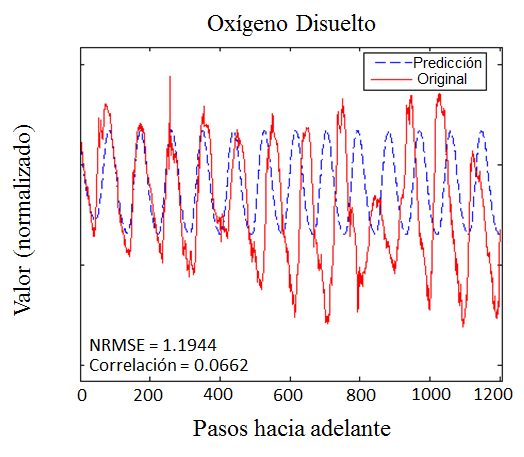 Oxígeno Disuelto
Predicción
Original
Valor (normalizado)
NRMSE = 1.1944
Correlación = 0.0662
0 200 400 600 800 1000 1200
Pasos hacia adelante